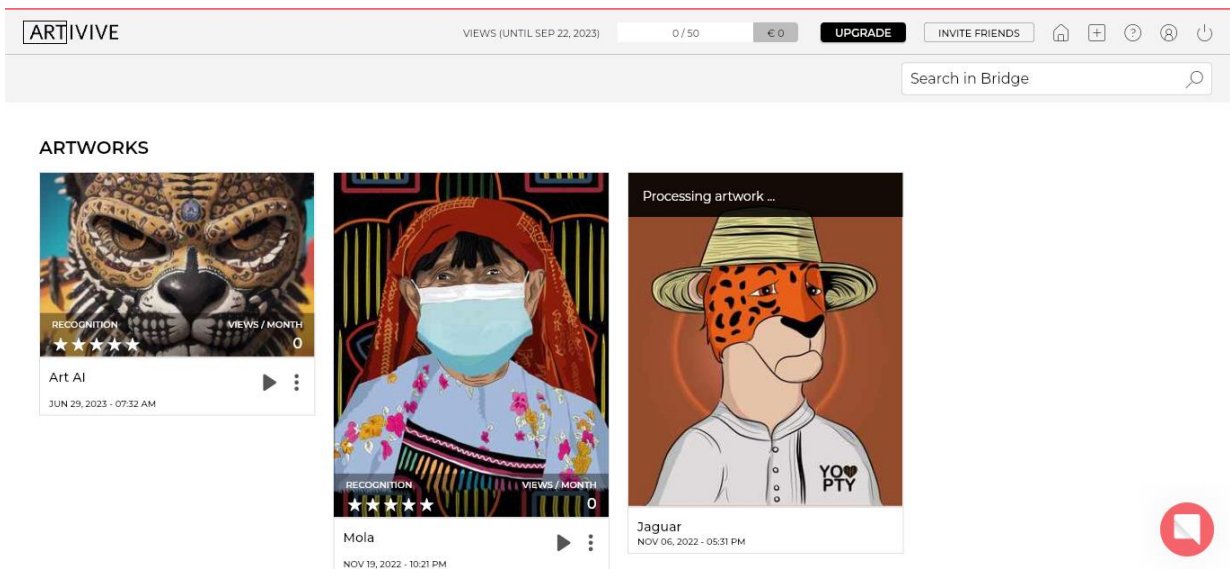 ARTIVIVE
VIEWS (UNTIL SEP 22, 2023)
0 / 50
€ 0
UPGRADE
INVITE FRIENDS
Search in Bridge
ARTWORKS
RECOGNITION
VIEWS / MONTH
0
Art AI
JUN 29, 2023 - 07:32 AM
RECOGNITION
VIEWS / MONTH
0
Mola
NOV 19, 2022 - 10:21 PM
Processing artwork ...
YO
PTY
Jaguar
NOV 06, 2022 - 05:31 PM